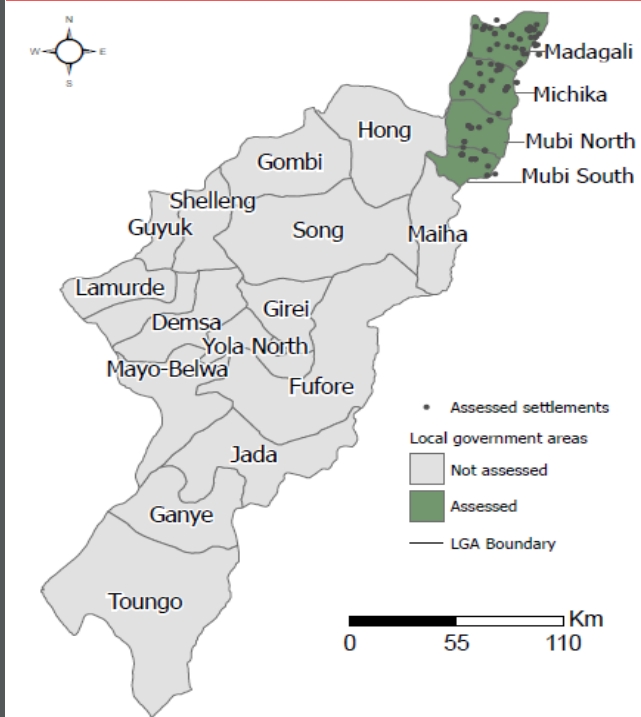 N
W E
S
Madagali
Michika
Mubi North
Mubi South
Hong
Gombi
Shelleng
Guyuk
Song
Maiha
Lamurde
Girei
Demsa
Yola North
Mayo-Belwa
Fufore
Jada
Ganye
Toungo
Assessed settlements
Local government areas
Not assessed
Assessed
LGA Boundary
Km
0 55 110